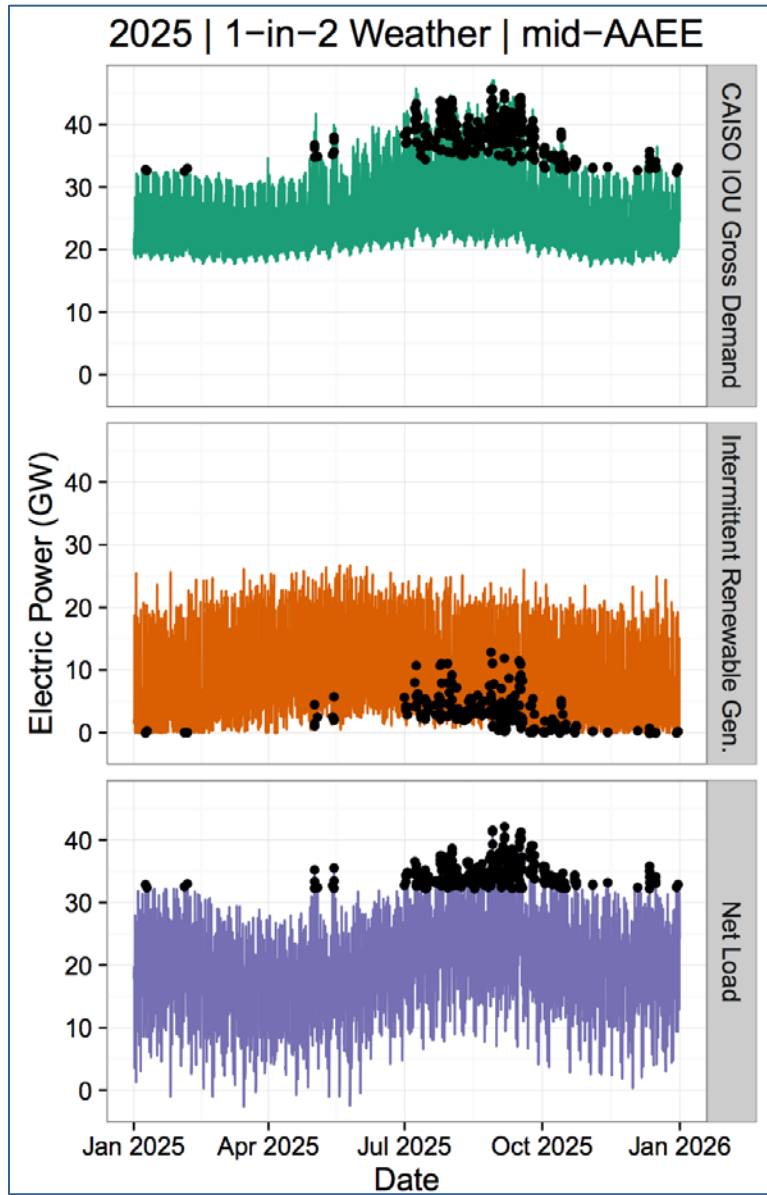 2025 | 1−in−2 Weather | mid−AAEE
Electric Power (GW)
40
30
20
10
0
CAISO IOU Gross Demand
40
30
20
10
0
Intermittent Renewable Gen.
40
30
20
10
0
Net Load
Jan 2025 Apr 2025 Jul 2025 Oct 2025 Jan 2026
Date